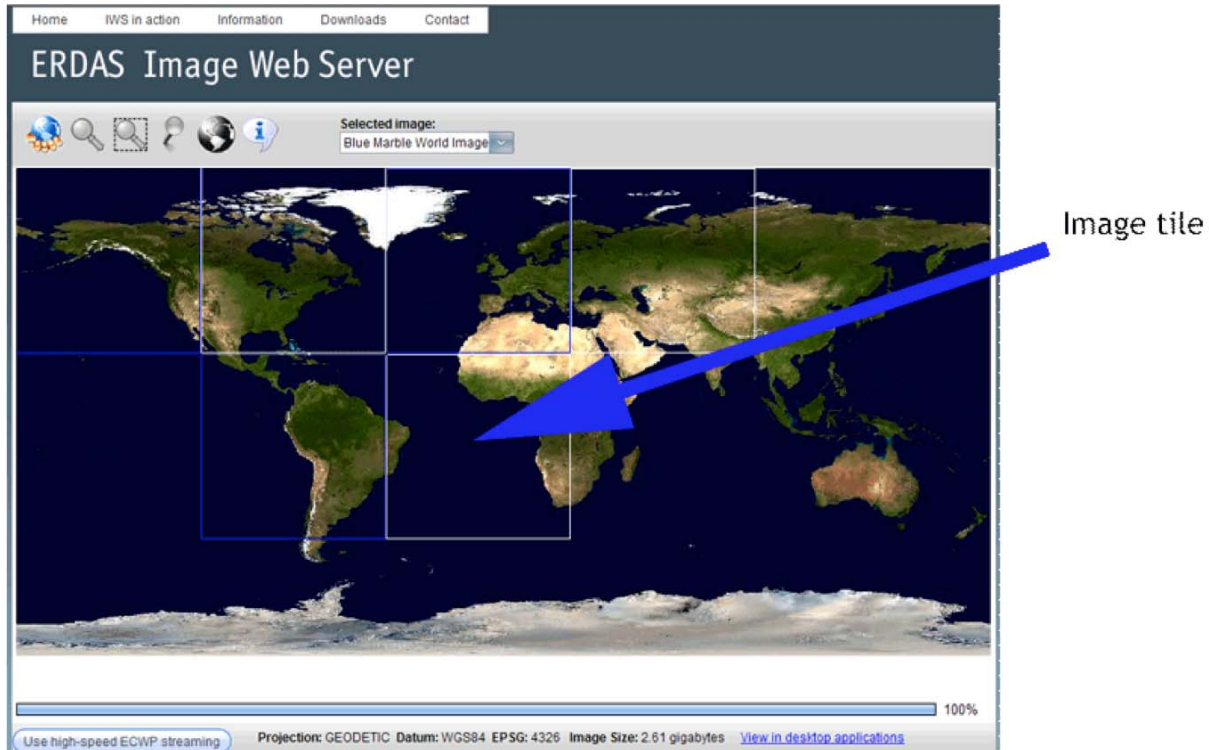 Home IWS in action Information Downloads Contact
ERDAS Image Web Server
Selected image:
Blue Marble World Image
Image tile
100%
Use high-speed ECWP streaming Projection: GEODETIC Datum: WGS84 EPSG: 4326 Image Size: 2.61 gigabytes View in desktop applications